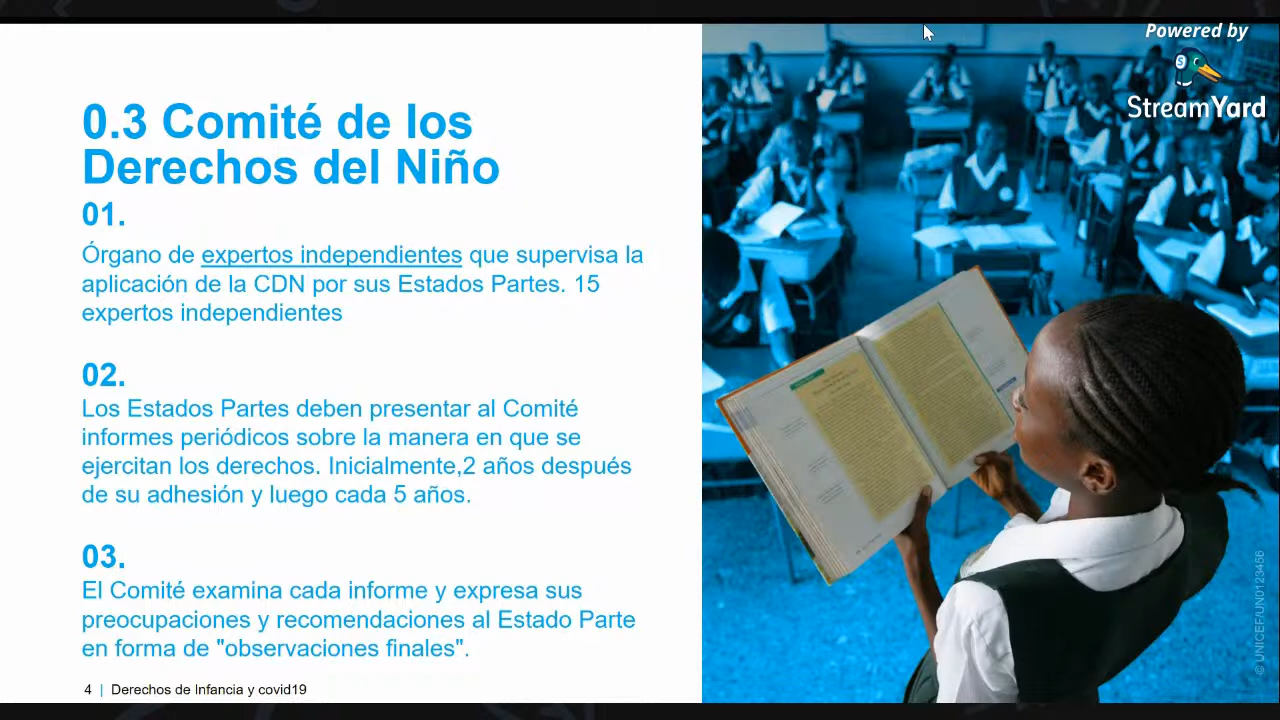 0.3 Comité de los
Derechos del Niño
01.
Órgano de expertos independientes que supervisa la
aplicación de la CDN por sus Estados Partes. 15
expertos independientes
02.
Los Estados Partes deben presentar al Comité
informes periódicos sobre la manera en que se
ejercitan los derechos. Inicialmente,2 años después
de su adhesión y luego cada 5 años.
03.
El Comité examina cada informe y expresa sus
preocupaciones y recomendaciones al Estado Parte
en forma de "observaciones finales".
4 | Derechos de Infancia y covid19
Powered by
StreamYard
© UNICEF/UN0123456